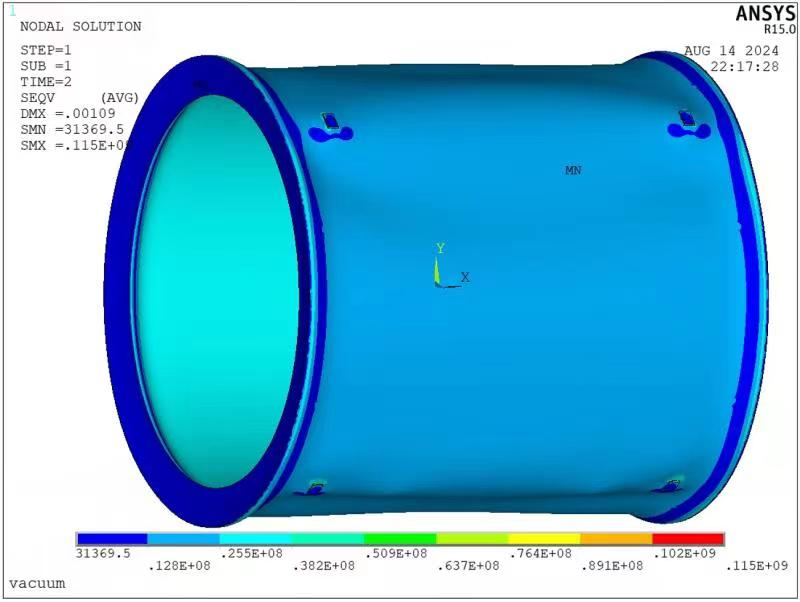 1
ANSYS
R15.0
NODAL SOLUTION
AUG 14 2024
22:17:28
STEP=1
SUB =1
TIME=2
SEQV (AVG)
DMX =.00109
SMN =31369.5
SMX =.115E+0
MN
Y
X
31369.5 .255E+08 .509E+08 .764E+08 .102E+09
.128E+08 .382E+08 .637E+08 .891E+08 .115E+09
vacuum